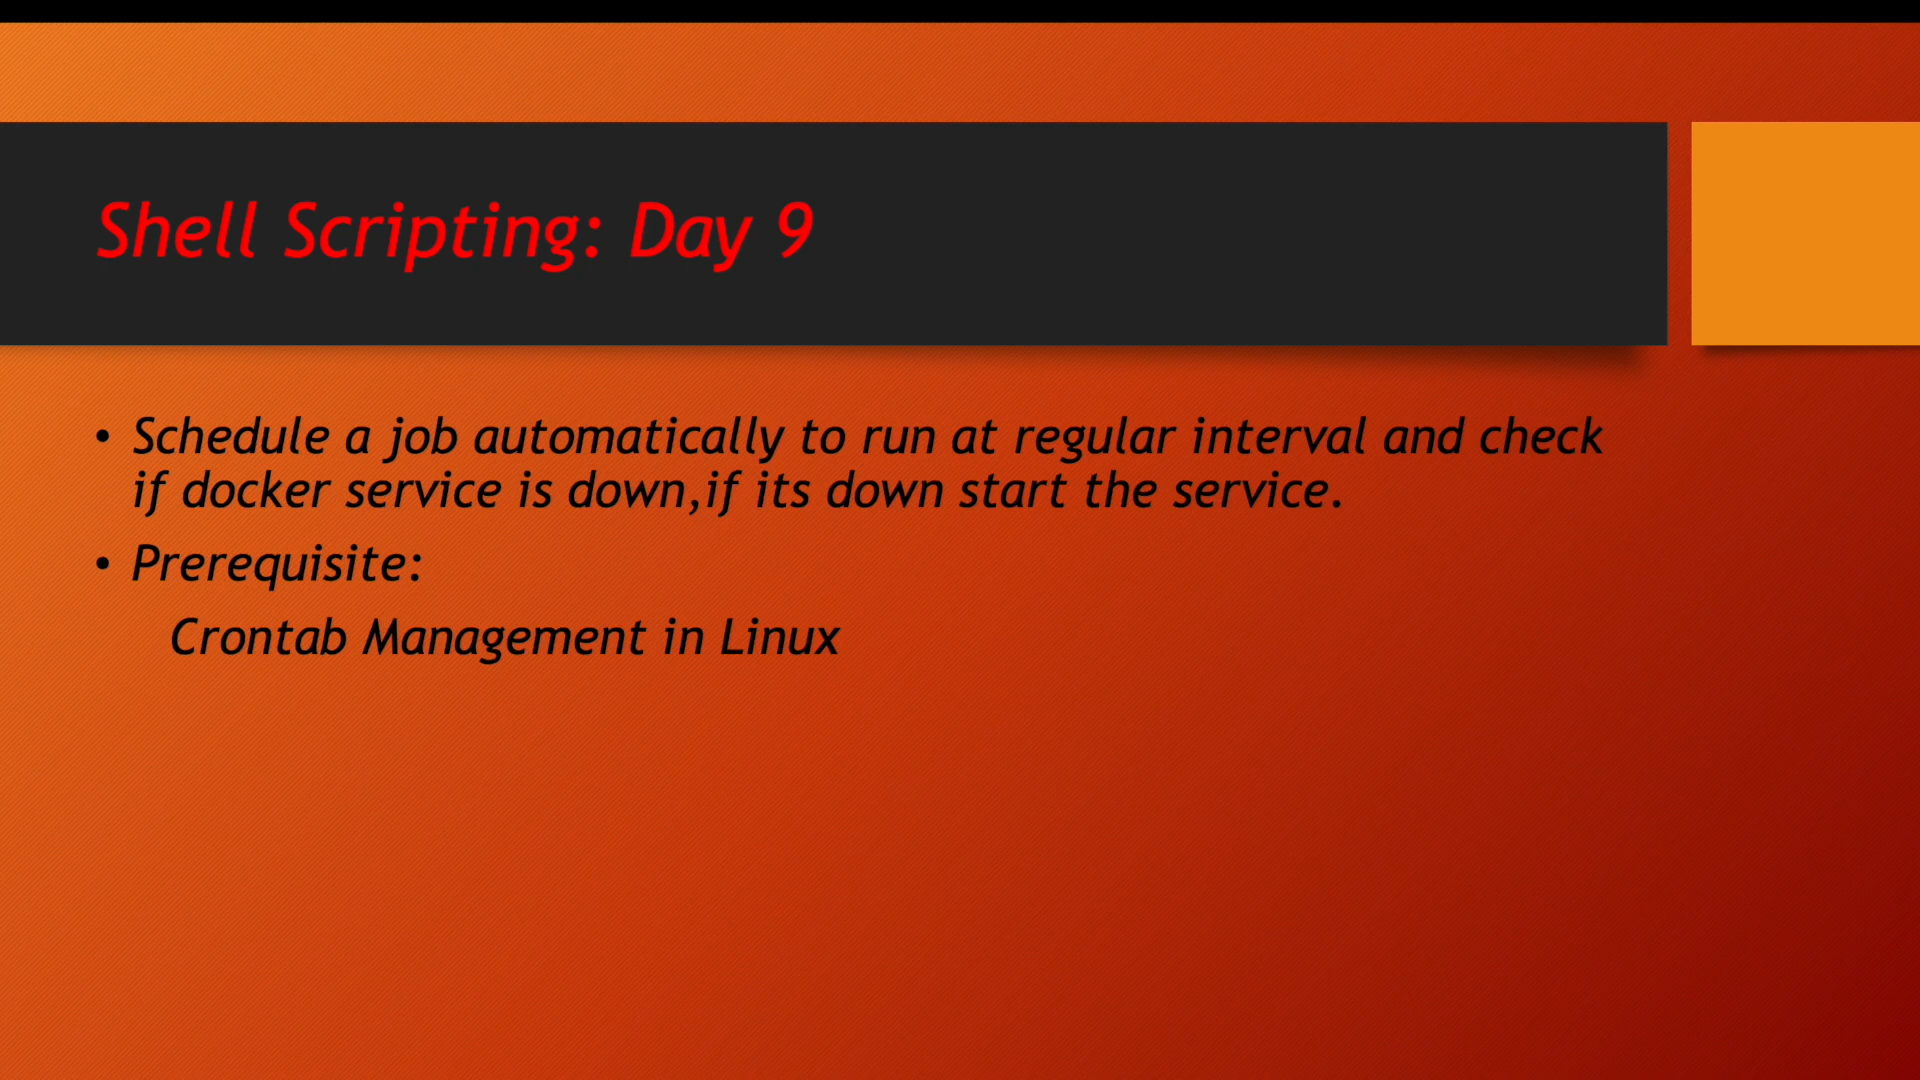 Shell Scripting: Day 9
• Schedule a job automatically to run at regular interval and check
if docker service is down,if its down start the service.
• Prerequisite:
Crontab Management in Linux